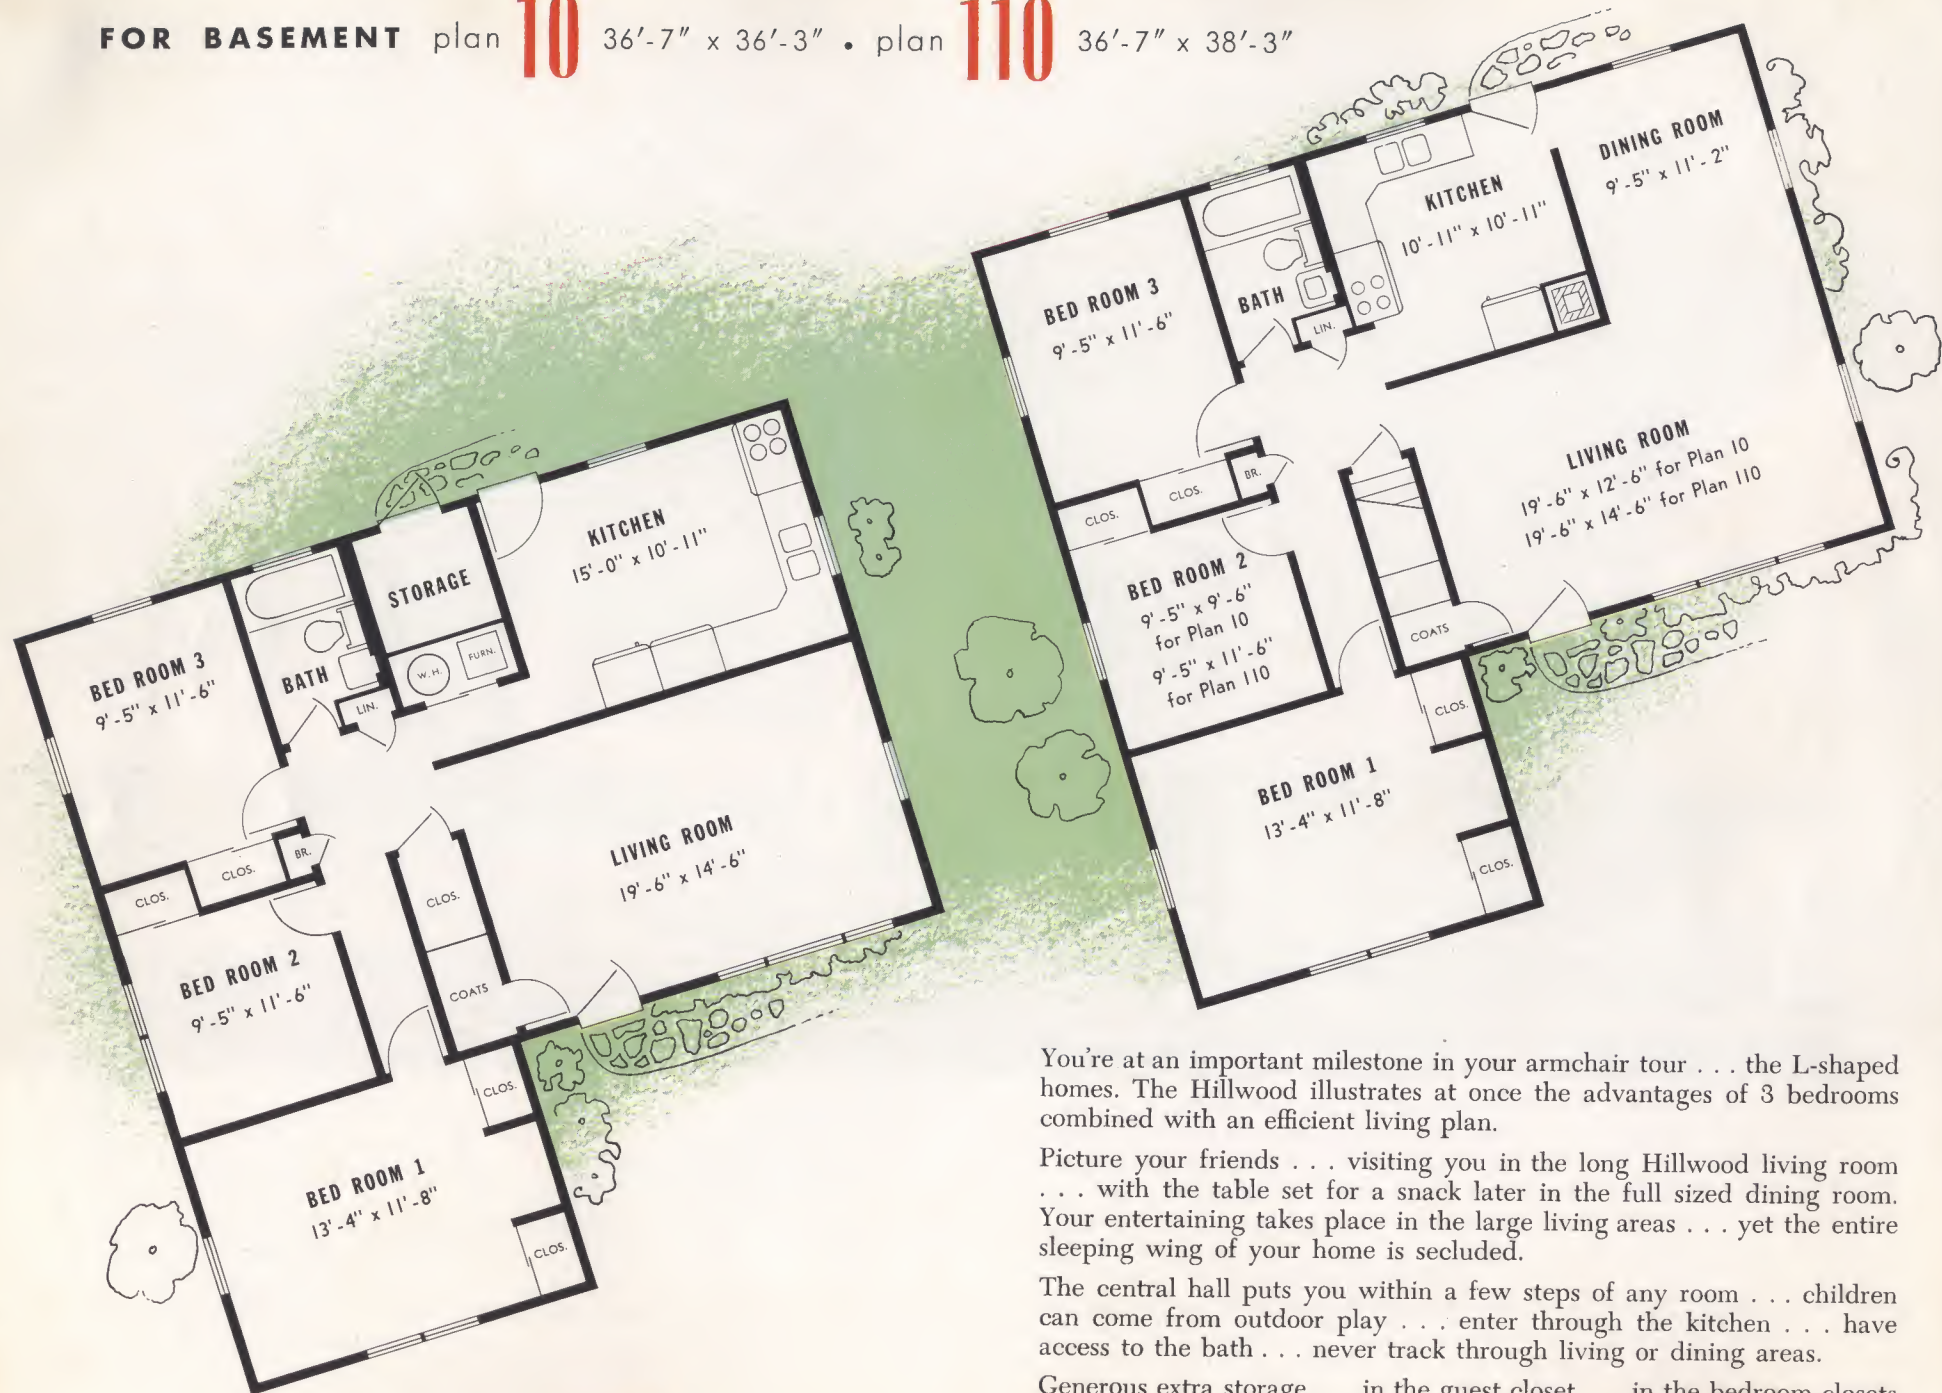 FOR BASEMENT plan 10 36'-7" x 36'-3" • plan 110 36'-7" x 38'-3"
BED ROOM 3
9'-5" x 11'-6"
BATH
LIN.
STORAGE
W.H.
FURN.
KITCHEN
15'-0" x 10'-11"
BR.
CLOS.
CLOS.
CLOS.
COATS
LIVING ROOM
19'-6" x 14'-6"
BED ROOM 2
9'-5" x 11'-6"
CLOS.
BED ROOM 1
13'-4" x 11'-8"
CLOS.
BED ROOM 3
9'-5" x 11'-6"
BATH
LIN.
KITCHEN
10'-11" x 10'-11"
DINING ROOM
9'-5" x 11'-2"
CLOS.
CLOS.
BR.
LIVING ROOM
19'-6" x 12'-6" for Plan 10
19'-6" x 14'-6" for Plan 110
BED ROOM 2
9'-5" x 9'-6"
for Plan 10
9'-5" x 11'-6"
for Plan 110
COATS
CLOS.
BED ROOM 1
13'-4" x 11'-8"
CLOS.
You're at an important milestone in your armchair tour . . . the L-shaped
homes. The Hillwood illustrates at once the advantages of 3 bedrooms
combined with an efficient living plan.
Picture your friends . . . visiting you in the long Hillwood living room
. . . with the table set for a snack later in the full sized dining room.
Your entertaining takes place in the large living areas . . . yet the entire
sleeping wing of your home is secluded.
The central hall puts you within a few steps of any room . . . children
can come from outdoor play . . . enter through the kitchen . . . have
access to the bath . . . never track through living or dining areas.
Generous extra storage . . . in the guest closet . . . in the bedroom closets